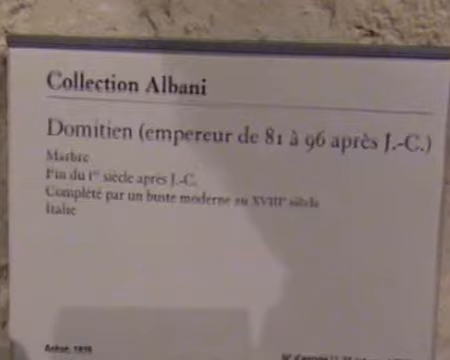 Collection Albani
Domitien (empereur de 81 à 96 après J.-C.)
Marbre
Fin du Iᵉʳ siècle après J.-C.
Complété par un buste moderne au XVIIIᵉ siècle
Italie